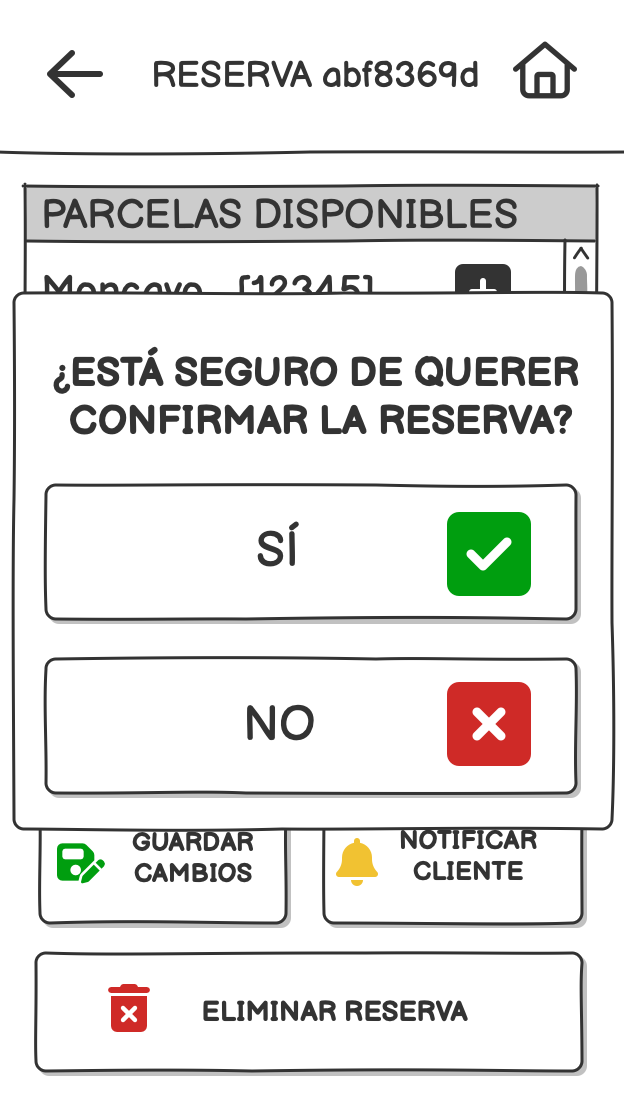 RESERVA abf8369d
PARCELAS DISPONIBLES
Moncayo [12345]
¿ESTÁ SEGURO DE QUERER
CONFIRMAR LA RESERVA?
SÍ
NO
GUARDAR
CAMBIOS
NOTIFICAR
CLIENTE
ELIMINAR RESERVA